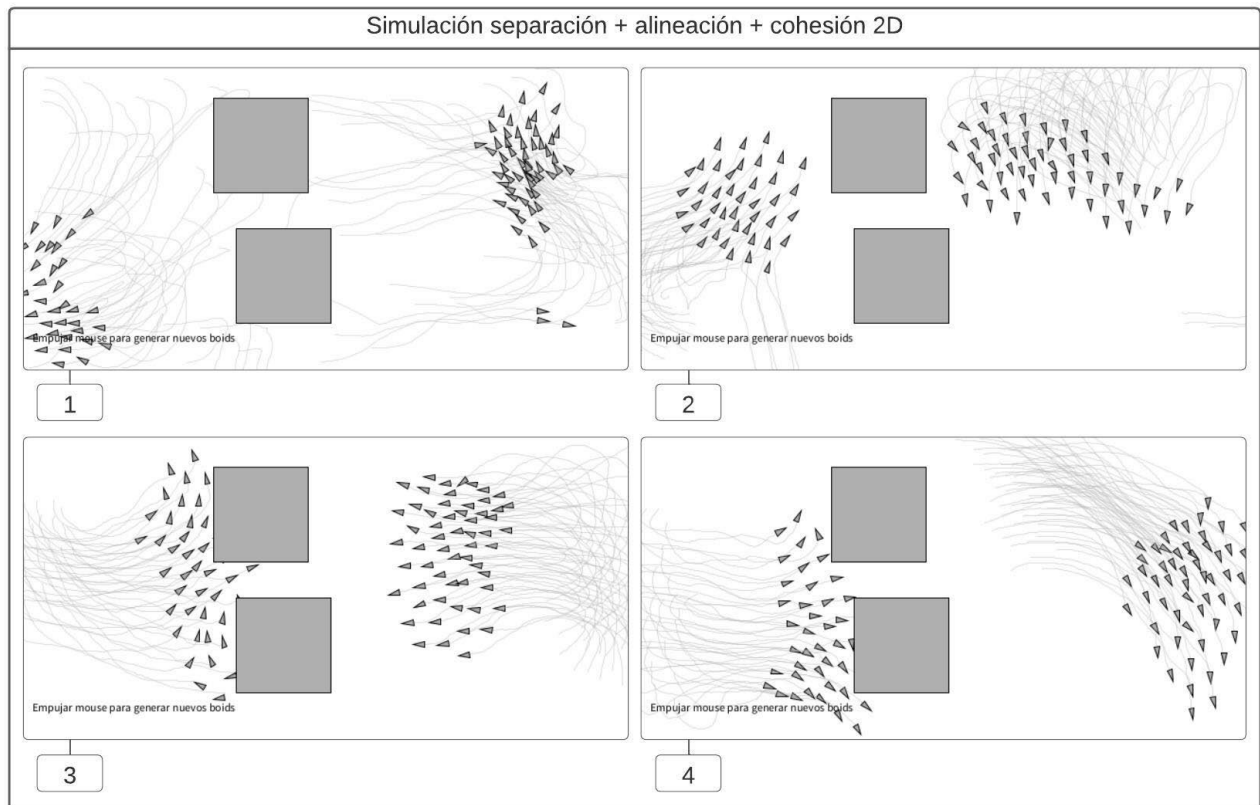 Simulación separación + alineación + cohesión 2D
Empujar mouse para generar nuevos boids
Empujar mouse para generar nuevos boids
1
2
Empujar mouse para generar nuevos boids
Empujar mouse para generar nuevos boids
3
4